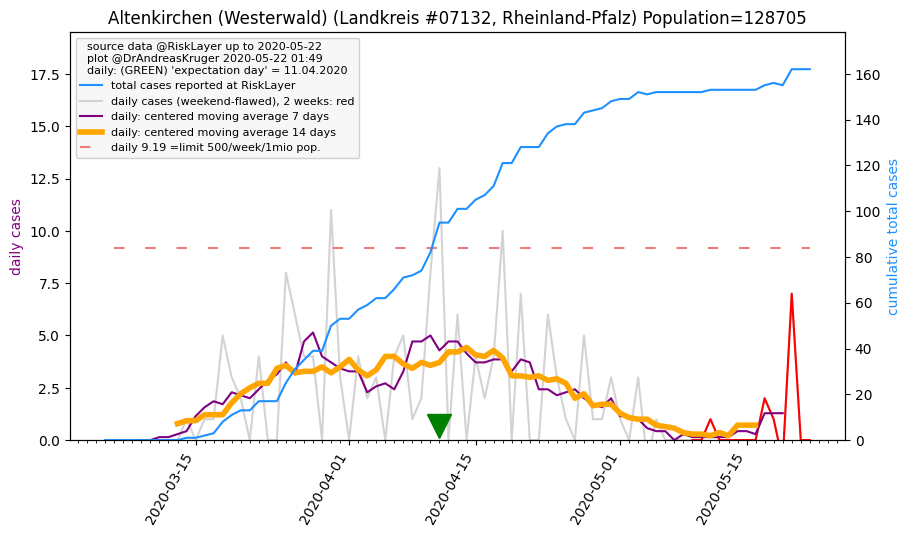 Altenkirchen (Westerwald) (Landkreis #07132, Rheinland-Pfalz) Population=128705
source data @RiskLayer up to 2020-05-22
plot @DrAndreasKruger 2020-05-22 01:49
daily: (GREEN) 'expectation day' = 11.04.2020
total cases reported at RiskLayer
daily cases (weekend-flawed), 2 weeks: red
daily: centered moving average 7 days
daily: centered moving average 14 days
daily 9.19 =limit 500/week/1mio pop.
daily cases
17.5
15.0
12.5
10.0
7.5
5.0
2.5
0.0
160
140
120
100
80
60
40
20
0
cumulative total cases
2020-03-15
2020-04-01
2020-04-15
2020-05-01
2020-05-15